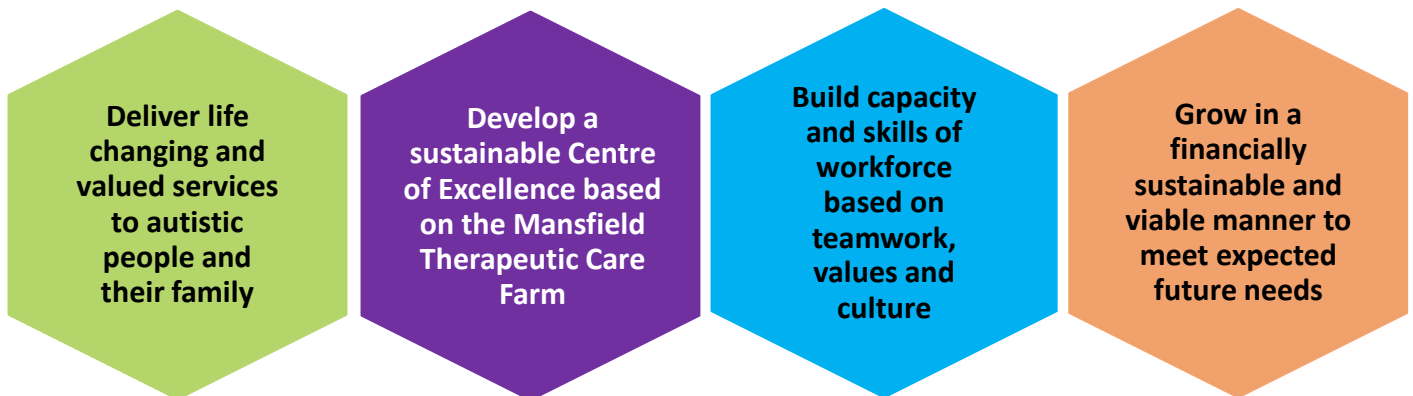 Deliver life
changing and
valued services
to autistic
people and
their family
Develop a
sustainable Centre
of Excellence based
on the Mansfield
Therapeutic Care
Farm
Build capacity
and skills of
workforce
based on
teamwork,
values and
culture
Grow in a
financially
sustainable and
viable manner to
meet expected
future needs